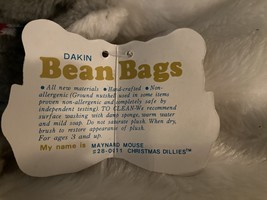 DAKIN
Bean Bags
• All new materials • Hand-crafted • Non-
allergenic (Ground nutshell used in some items
proven non-allergenic and completely safe by
independent testing). TO CLEAN: We recommend
surface washing with damp sponge, warm water
and mild soap. Do not saturate plush. When dry,
brush to restore appearance of plush.
For ages 3 and up.
My name is MAYNARD MOUSE
#28-0111 CHRISTMAS DILLIES™